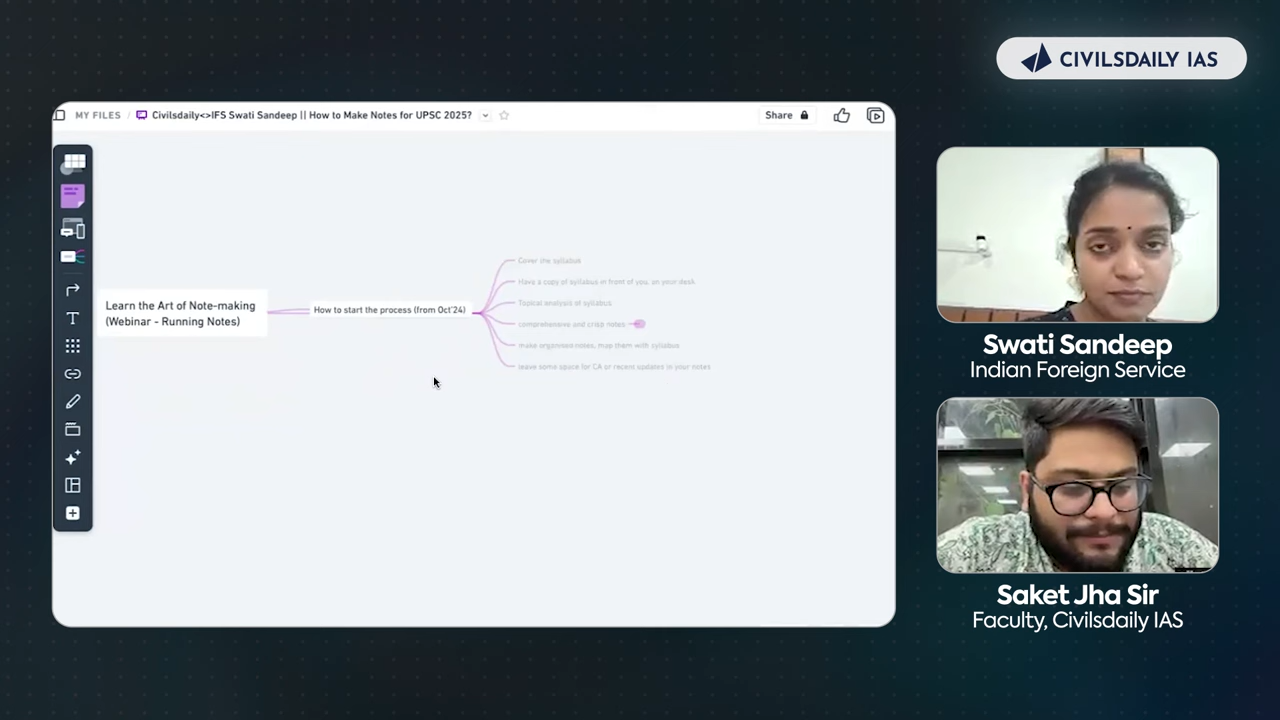 CIVILSDAILY IAS
MY FILES / Civilsdaily<>IFS Swati Sandeep || How to Make Notes for UPSC 2025?
Share
Learn the Art of Note-making
(Webinar - Running Notes)
How to start the process (from Oct'24)
Cover the syllabus
Have a copy of syllabus in front of you, on your desk
Topical analysis of syllabus
comprehensive and crisp notes
make organised notes, map them with syllabus
leave some space for CA or recent updates in your notes
Swati Sandeep
Indian Foreign Service
Saket Jha Sir
Faculty, Civilsdaily IAS